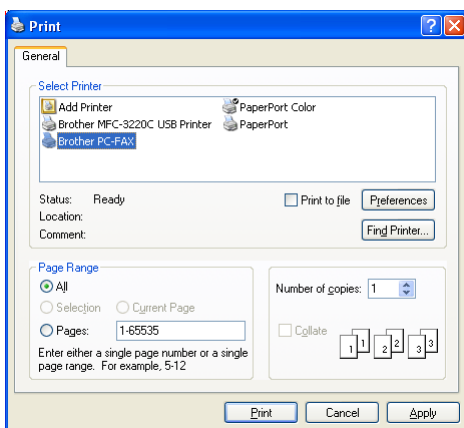 Print
General
Select Printer
Add Printer
PaperPort Color
Brother MFC-3220C USB Printer
PaperPort
Brother PC-FAX
Status: Ready
Print to file
Preferences
Location:
Comment:
Find Printer...
Page Range
All
Selection
Current Page
Pages: 1-65535
Enter either a single page number or a single
page range. For example, 5-12
Number of copies: 1
Collate
1 1 2 2 3 3
Print
Cancel
Apply